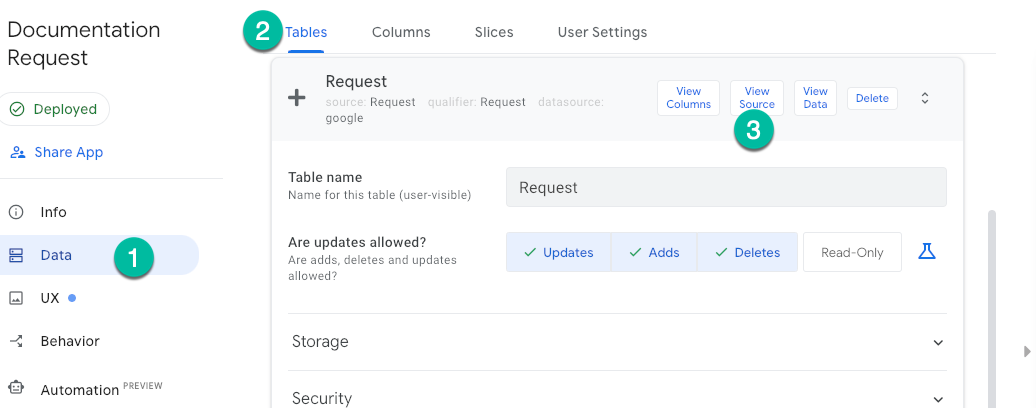 Documentation
Request
Deployed
Share App
Info
1
Data
UX
Behavior
Automation PREVIEW
2
Tables
Columns
Slices
User Settings
Request
source: Request qualifier: Request datasource:
google
View
Columns
View
Source
View
Data
Delete
3
Table name
Name for this table (user-visible)
Request
Are updates allowed?
Are adds, deletes and updates
allowed?
Updates
Adds
Deletes
Read-Only
Storage
Security